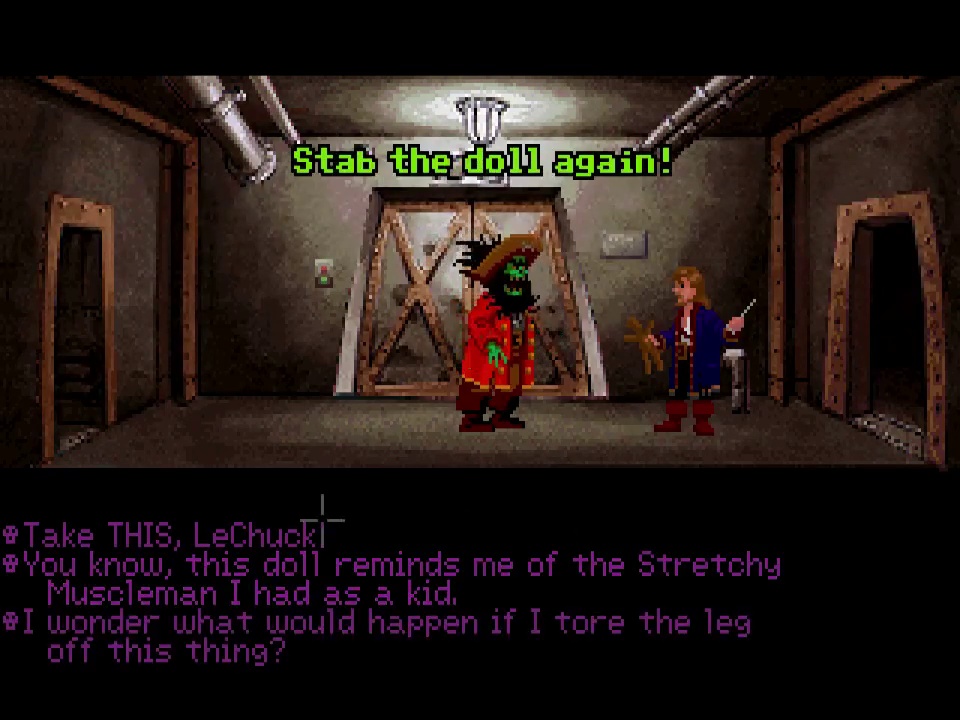 Stab the doll again!
Take THIS, LeChuck!
You know, this doll reminds me of the Stretchy
Muscleman I had as a kid.
I wonder what would happen if I tore the leg
off this thing?